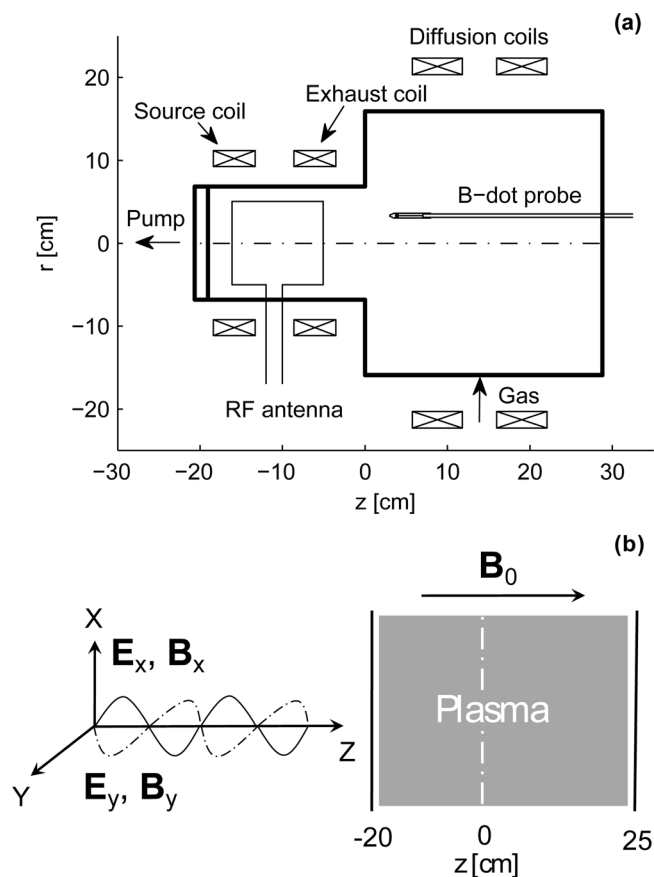 (a)
Diffusion coils
Exhaust coil
Source coil
B−dot probe
Pump
Gas
RF antenna
r [cm]
20
10
0
−10
−20
−30 −20 −10 0 10 20 30
z [cm]
(b)
B0
X
Ex, Bx
Z
Y
Ey, By
Plasma
-20 0 25
z [cm]